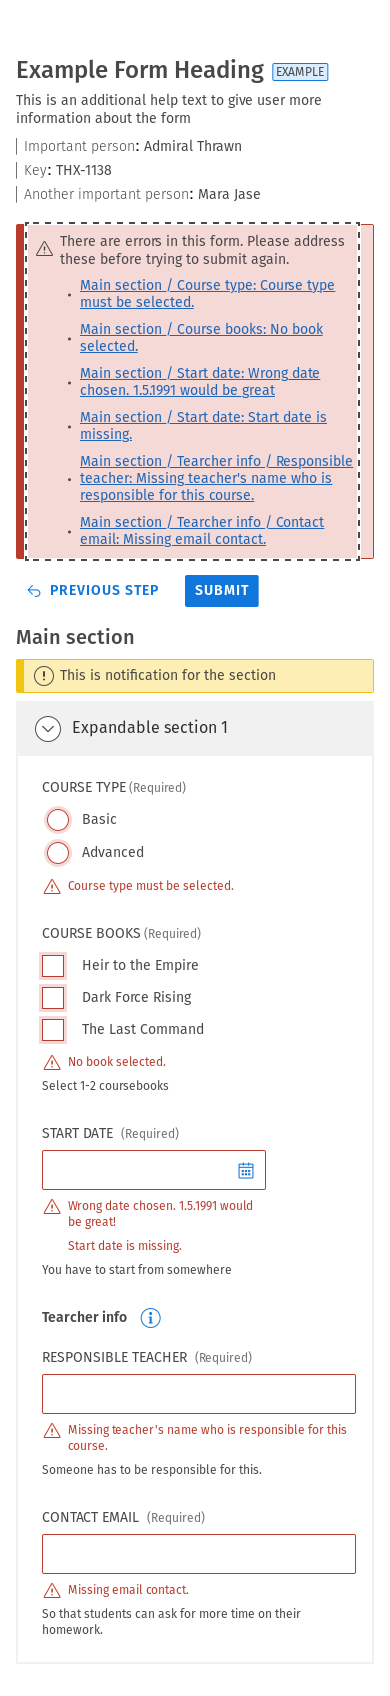 Example Form Heading EXAMPLE
This is an additional help text to give user more
information about the form
Important person: Admiral Thrawn
Key: THX-1138
Another important person: Mara Jase
There are errors in this form. Please address
these before trying to submit again.
• Main section / Course type: Course type
must be selected.
• Main section / Course books: No book
selected.
• Main section / Start date: Wrong date
chosen. 1.5.1991 would be great
• Main section / Start date: Start date is
missing.
• Main section / Tearcher info / Responsible
teacher: Missing teacher's name who is
responsible for this course.
• Main section / Tearcher info / Contact
email: Missing email contact.
PREVIOUS STEP SUBMIT
Main section
This is notification for the section
Expandable section 1
COURSE TYPE (Required)
Basic
Advanced
Course type must be selected.
COURSE BOOKS (Required)
Heir to the Empire
Dark Force Rising
The Last Command
No book selected.
Select 1-2 coursebooks
START DATE (Required)
Wrong date chosen. 1.5.1991 would
be great!
Start date is missing.
You have to start from somewhere
Tearcher info
RESPONSIBLE TEACHER (Required)
Missing teacher's name who is responsible for this
course.
Someone has to be responsible for this.
CONTACT EMAIL (Required)
Missing email contact.
So that students can ask for more time on their
homework.